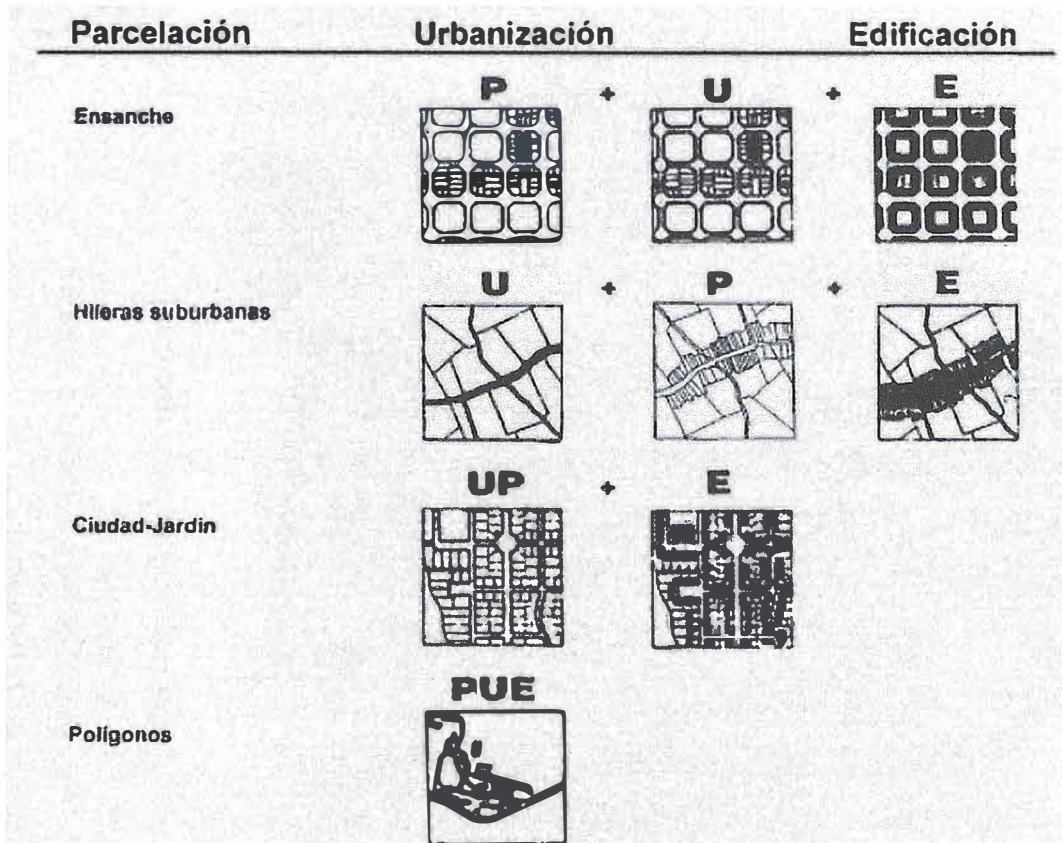 Parcelación Urbanización Edificación
P + U + E
Ensanche
U + P + E
Hileras suburbanas
UP + E
Ciudad-Jardin
PUE
Polígonos